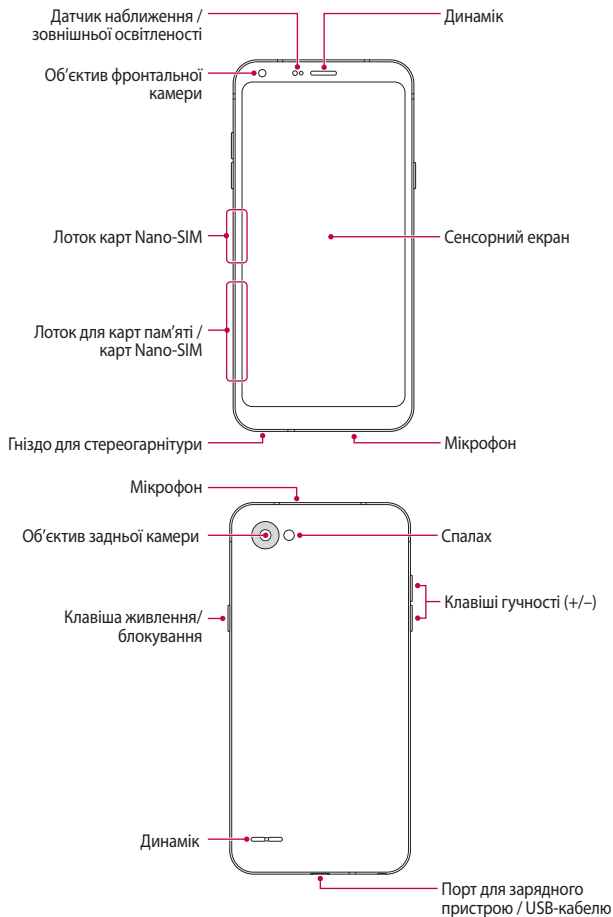 Датчик наближення /
зовнішньої освітленості
Динамік
Об'єктив фронтальної
камери
Лоток карт Nano-SIM
Сенсорний екран
Лоток для карт пам'яті /
карт Nano-SIM
Гніздо для стереогарнітури
Мікрофон
Мікрофон
Об'єктив задньої камери
Спалах
Клавіші гучності (+/–)
Клавіша живлення/
блокування
Динамік
Порт для зарядного
пристрою / USB-кабелю